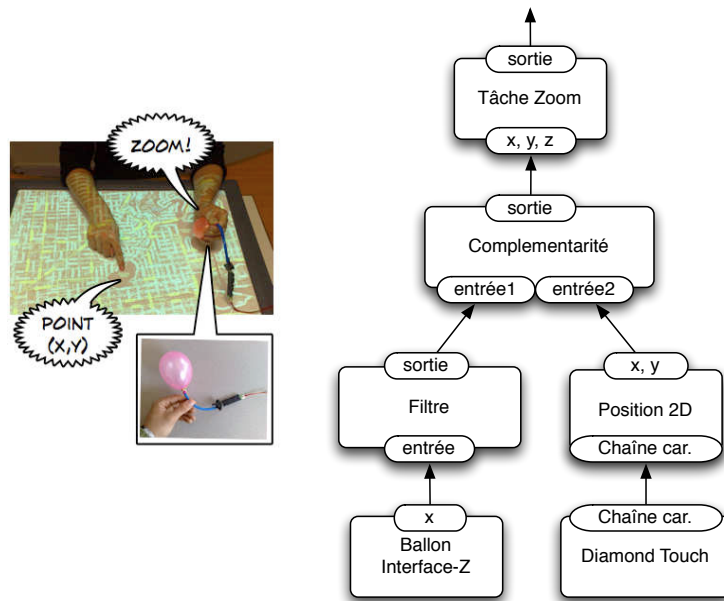 ZOOM!
POINT
(X,Y)
sortie
Tâche Zoom
x, y, z
sortie
Complementarité
entrée1
entrée2
sortie
Filtre
entrée
x
Ballon
Interface-Z
x, y
Position 2D
Chaîne car.
Chaîne car.
Diamond Touch